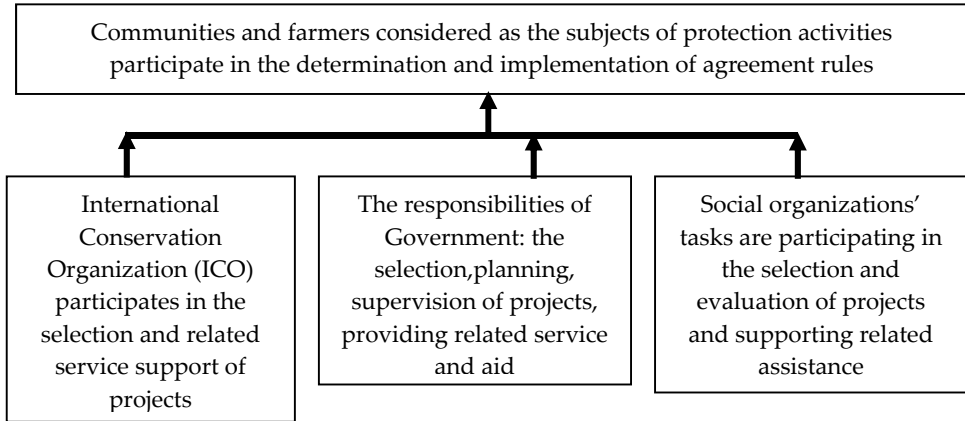 Communities and farmers considered as the subjects of protection activities
participate in the determination and implementation of agreement rules
International
Conservation
Organization (ICO)
participates in the
selection and related
service support of
projects
The responsibilities of
Government: the
selection,planning,
supervision of projects,
providing related service
and aid
Social organizations’
tasks are participating in
the selection and
evaluation of projects
and supporting related
assistance